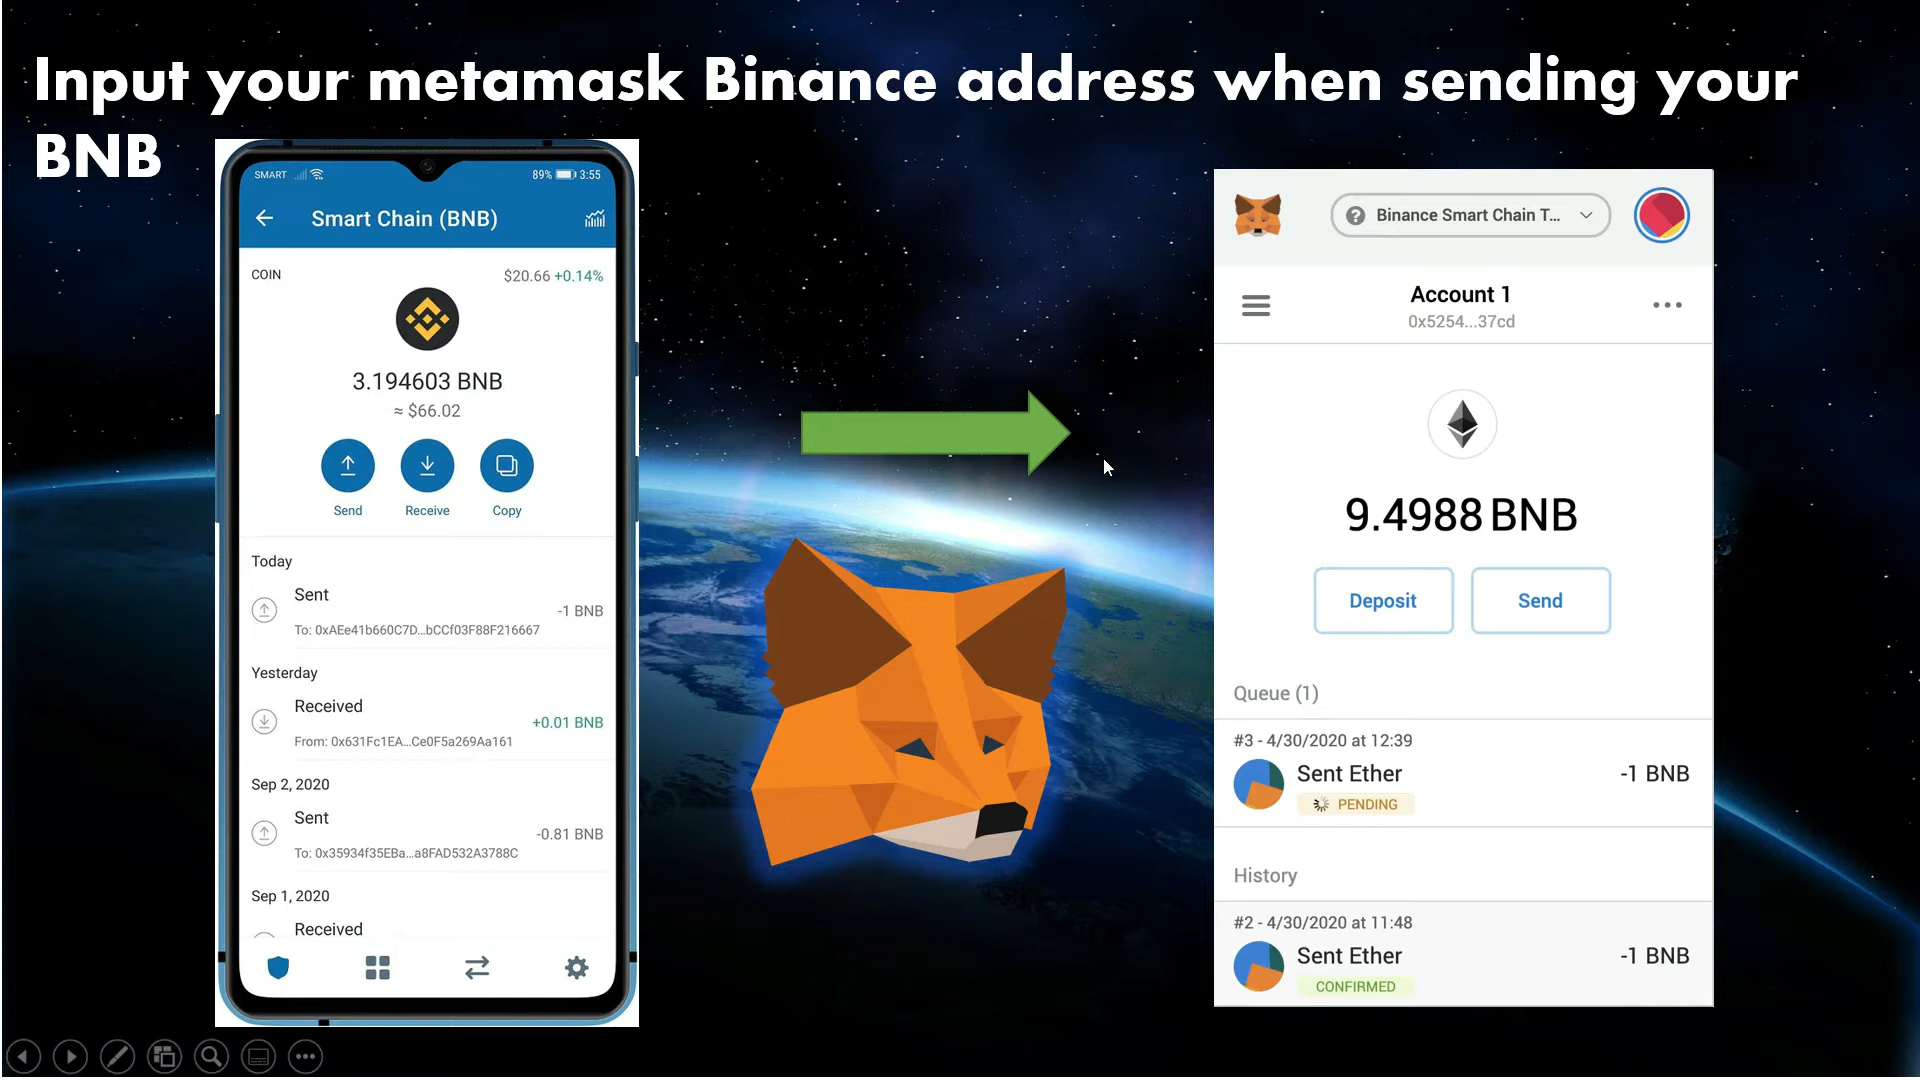 Input your metamask Binance address when sending your
BNB
SMART
89%
3:55
Smart Chain (BNB)
COIN
$20.66 +0.14%
3.194603 BNB
≈ $66.02
Send
Receive
Copy
Today
Sent
-1 BNB
To: 0xAEe41b660C7D...bCCf03F88F216667
Yesterday
Received
+0.01 BNB
From: 0x631Fc1EA...Ce0F5a269Aa161
Sep 2, 2020
Sent
-0.81 BNB
To: 0x35934f35EBa...a8FAD532A3788C
Sep 1, 2020
Received
Binance Smart Chain T...
Account 1
0x5254...37cd
9.4988 BNB
Deposit
Send
Queue (1)
#3 - 4/30/2020 at 12:39
Sent Ether
-1 BNB
PENDING
History
#2 - 4/30/2020 at 11:48
Sent Ether
-1 BNB
CONFIRMED